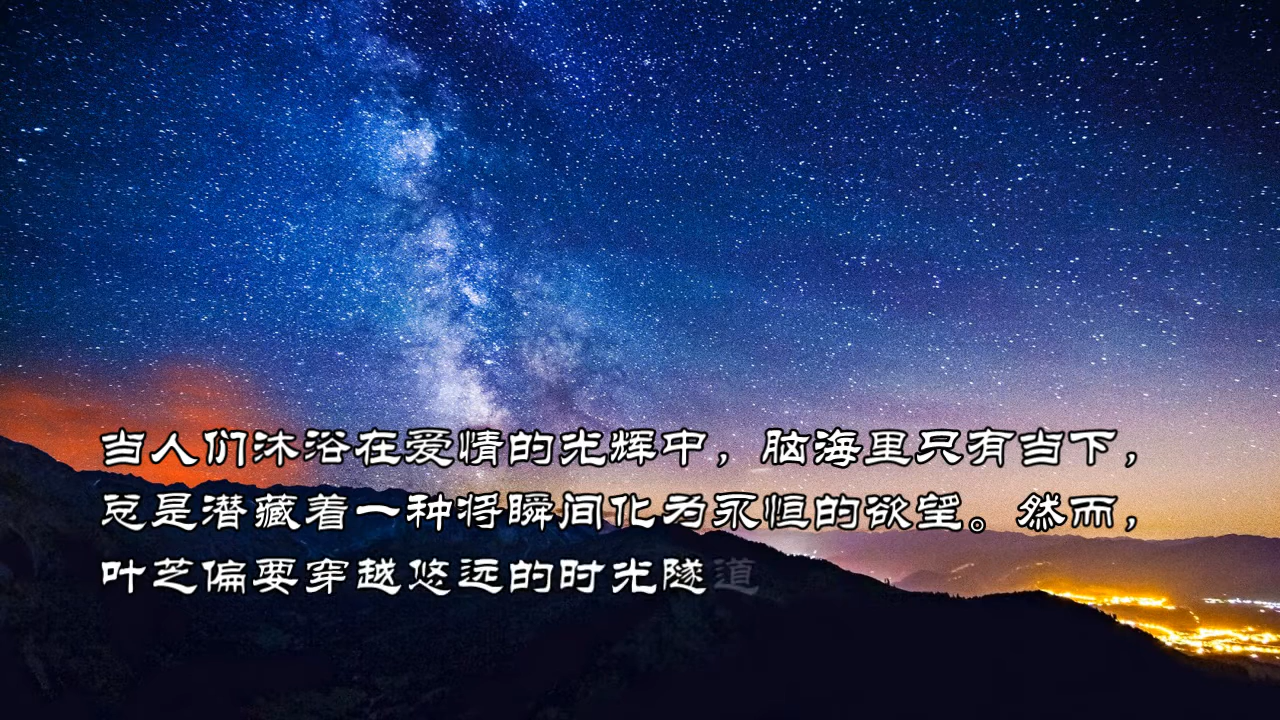 当人们沐浴在爱情的光辉中，脑海里只有当下，
总是潜藏着一种将瞬间化为永恒的欲望。然而，
叶芝偏要穿越悠远的时光隧道